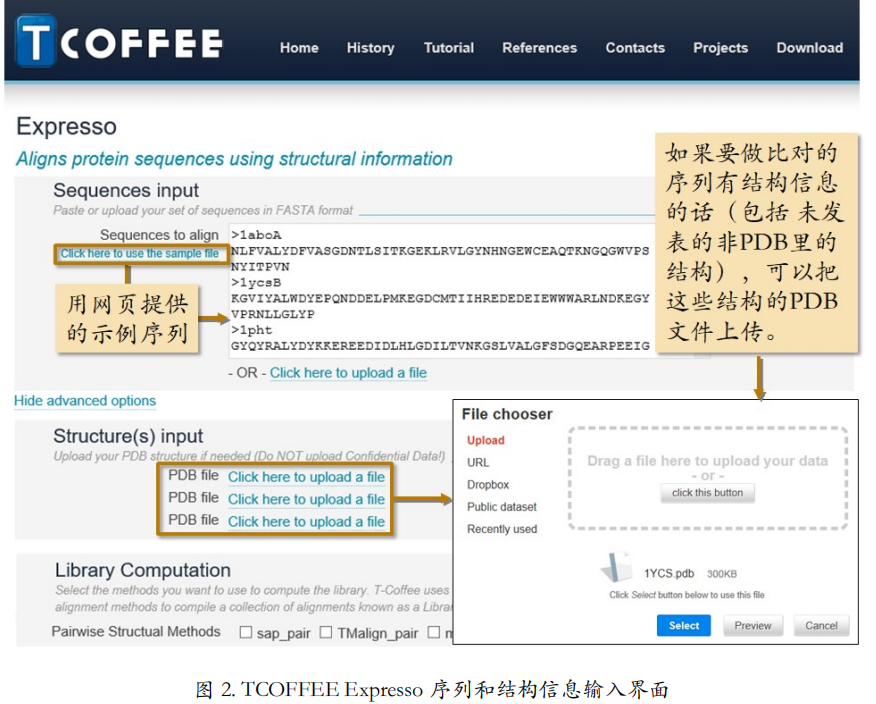 TCOFFEE
Home History Tutorial References Contacts Projects Download
Expresso
Aligns protein sequences using structural information
Sequences input
Paste or upload your set of sequences in FASTA format
Sequences to align
Click here to use the sample file
>1aboA
NLFVALYDFVASGDNTLSITKGEKLRVLGYNHNGEWCEAQTKNGQGWVPS
NYITPVN
>1ycsB
KGVIYALWDYEPQNDDELPMKEGDCMTIIHREDEDEIEWWWARLNDKEGY
VPRNLLGLYP
>1pht
GYQYRALYDYKKEREEDIDLHLGDILTVNKGSLVALGFSDGQEARPEEIG
- OR - Click here to upload a file
用网页提供
的示例序列
如果要做比对的
序列有结构信息
的话（包括 未发
表的非PDB里的
结构），可以把
这些结构的PDB
文件上传。
Hide advanced options
Structure(s) input
Upload your PDB structure if needed (Do NOT upload Confidential Data!)
PDB file Click here to upload a file
PDB file Click here to upload a file
PDB file Click here to upload a file
File chooser
Upload
URL
Dropbox
Public dataset
Recently used
Drag a file here to upload your data
- or -
click this button
1YCS.pdb 300KB
Click Select button below to use this file
Select Preview Cancel
Library Computation
Select the methods you want to use to compute the library. T-Coffee uses
alignment methods to compile a collection of alignments known as a Librar
Pairwise Structual Methods sap_pair TMalign_pair
图 2. TCOFFEE Expresso 序列和结构信息输入界面